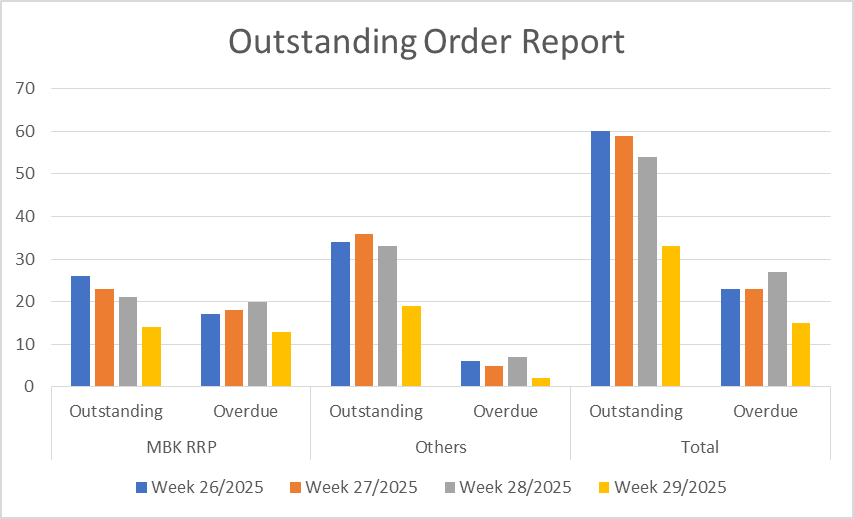 Outstanding Order Report
70
60
50
40
30
20
10
0
Outstanding Overdue Outstanding Overdue Outstanding Overdue
MBK RRP Others Total
Week 26/2025 Week 27/2025 Week 28/2025 Week 29/2025